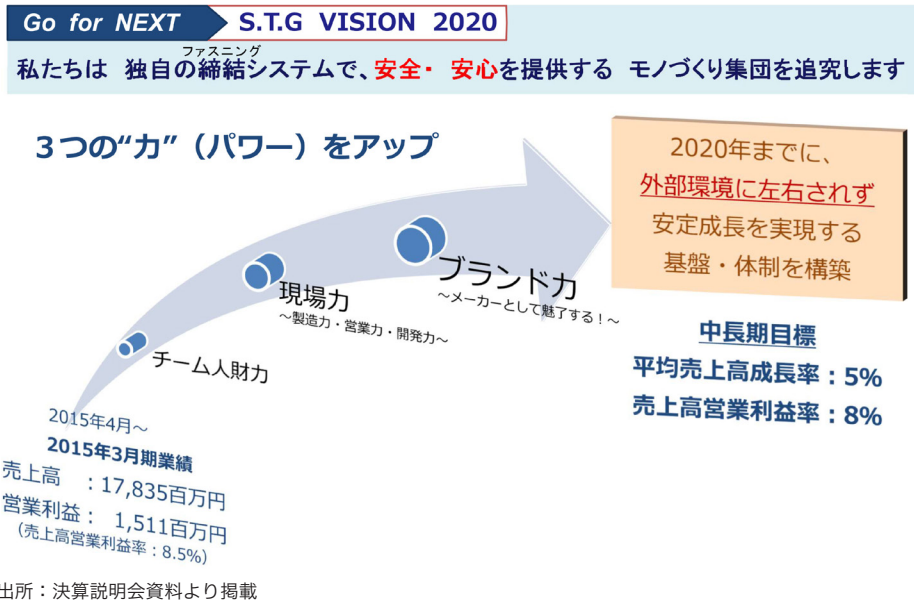 Go for NEXT S.T.G VISION 2020
ファスニング
私たちは 独自の締結システムで、安全・ 安心を提供する モノづくり集団を追究します
３つの“力”（パワー）をアップ
2020年までに、
外部環境に左右されず
安定成長を実現する
基盤・体制を構築
ブランド力
～メーカーとして魅了する！～
現場力
～製造力・営業力・開発力～
チーム人財力
中長期目標
平均売上高成長率：5%
売上高営業利益率：8%
2015年4月～
2015年3月期業績
売上高 ：17,835百万円
営業利益： 1,511百万円
（売上高営業利益率：8.5%）
出所：決算説明会資料より掲載